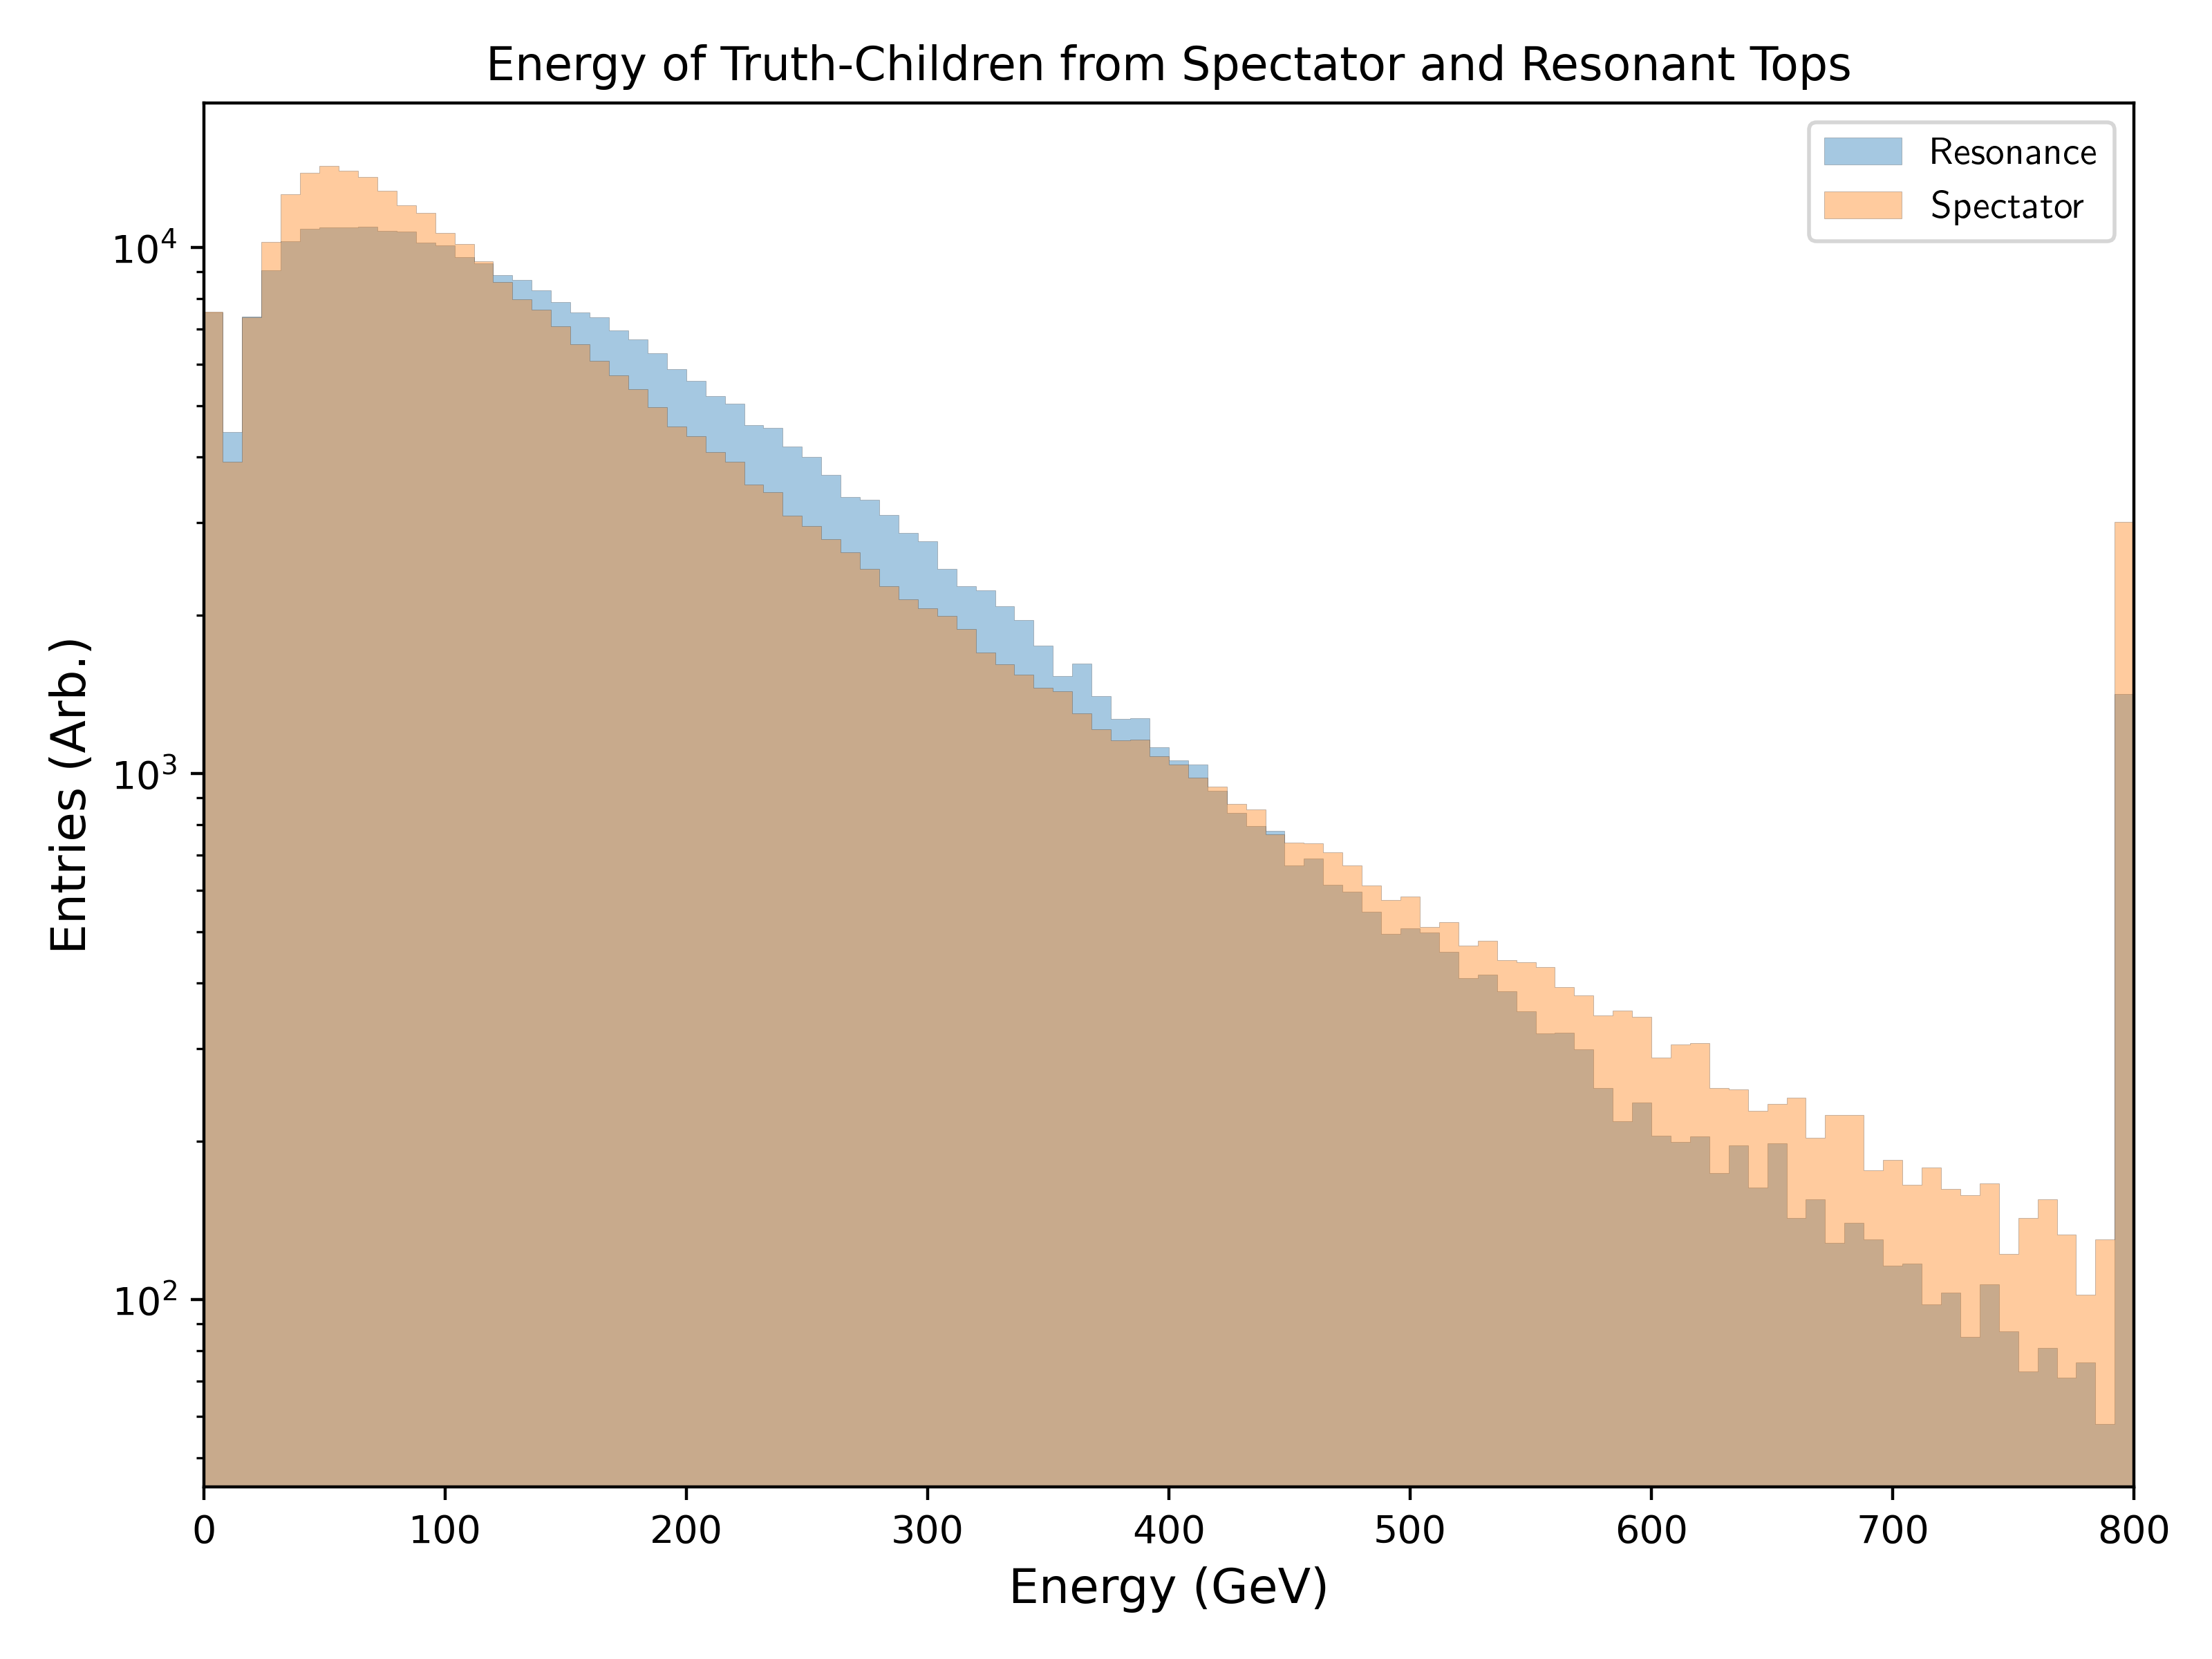 Energy of Truth-Children from Spectator and Resonant Tops
Resonance
Spectator
10⁴
10³
10²
Entries (Arb.)
0 100 200 300 400 500 600 700 800
Energy (GeV)